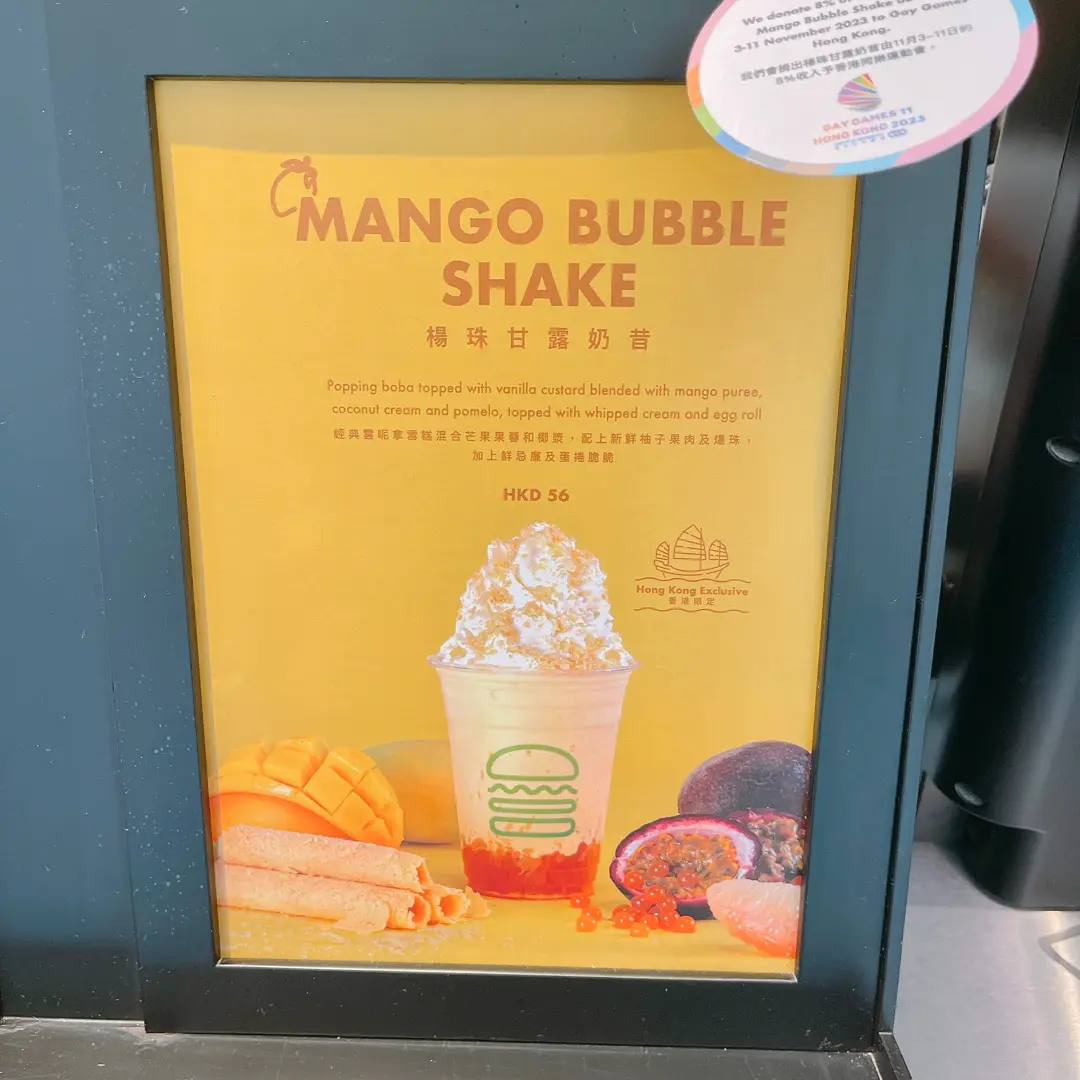 We donate 8% of
Mango Bubble Shake
3-11 November 2023 to Gay Games
Hong Kong.
我們會捐出楊珠甘露奶昔由11月3-11日的
8%收入予香港同樂運動會。
GAY GAMES 11
HONG KONG 2023
MANGO BUBBLE
SHAKE
楊珠甘露奶昔
Popping boba topped with vanilla custard blended with mango puree,
coconut cream and pomelo, topped with whipped cream and egg roll
經典雲呢拿雪糕混合芒果果蓉和椰漿，配上新鮮柚子果肉及爆珠，
加上鮮忌廉及蛋捲脆脆
HKD 56
Hong Kong Exclusive
香港限定